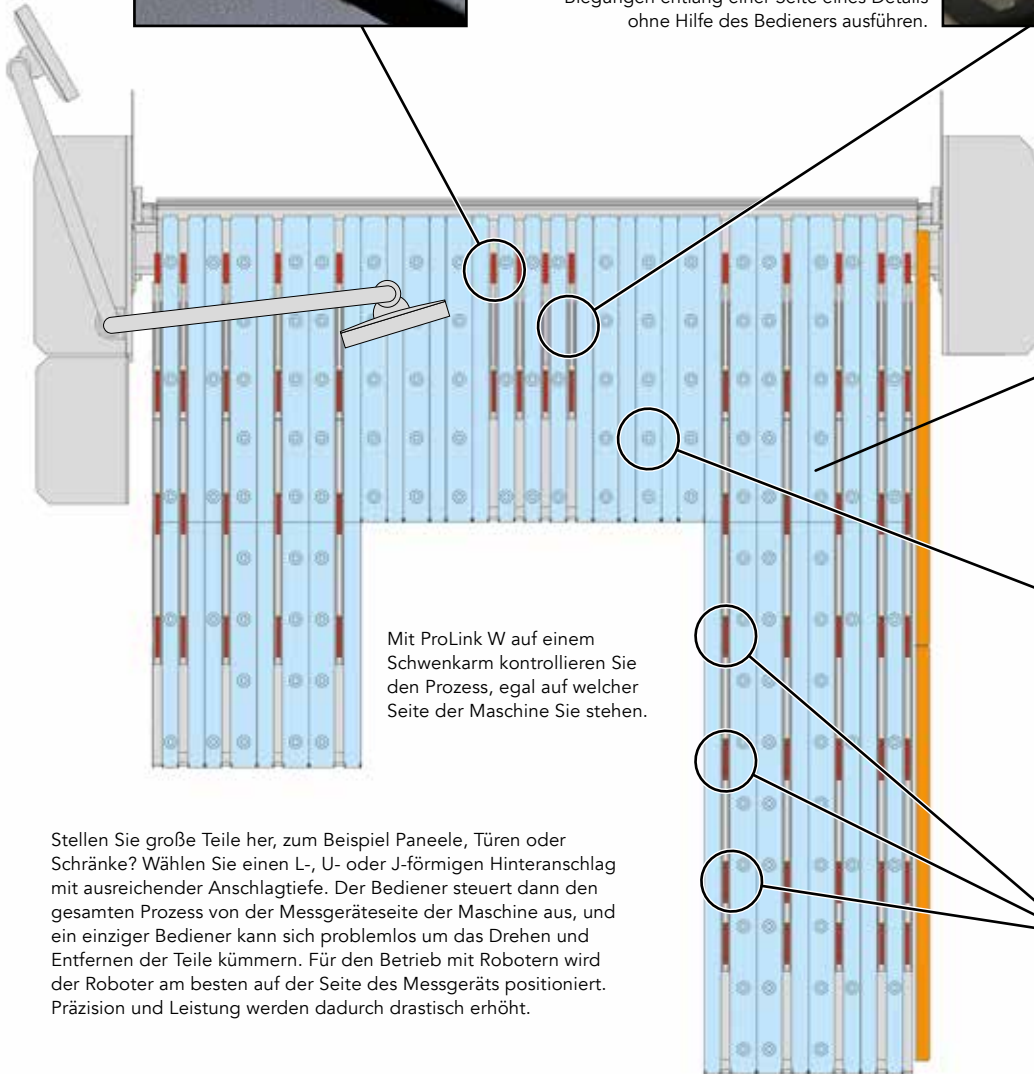 Biegungen entlang einer Seite eines Details
ohne Hilfe des Bedieners ausführen.
Mit ProLink W auf einem
Schwenkarm kontrollieren Sie
den Prozess, egal auf welcher
Seite der Maschine Sie stehen.
Stellen Sie große Teile her, zum Beispiel Paneele, Türen oder
Schränke? Wählen Sie einen L-, U- oder J-förmigen Hinteranschlag
mit ausreichender Anschlagtiefe. Der Bediener steuert dann den
gesamten Prozess von der Messgeräteseite der Maschine aus, und
ein einziger Bediener kann sich problemlos um das Drehen und
Entfernen der Teile kümmern. Für den Betrieb mit Robotern wird
der Roboter am besten auf der Seite des Messgeräts positioniert.
Präzision und Leistung werden dadurch drastisch erhöht.